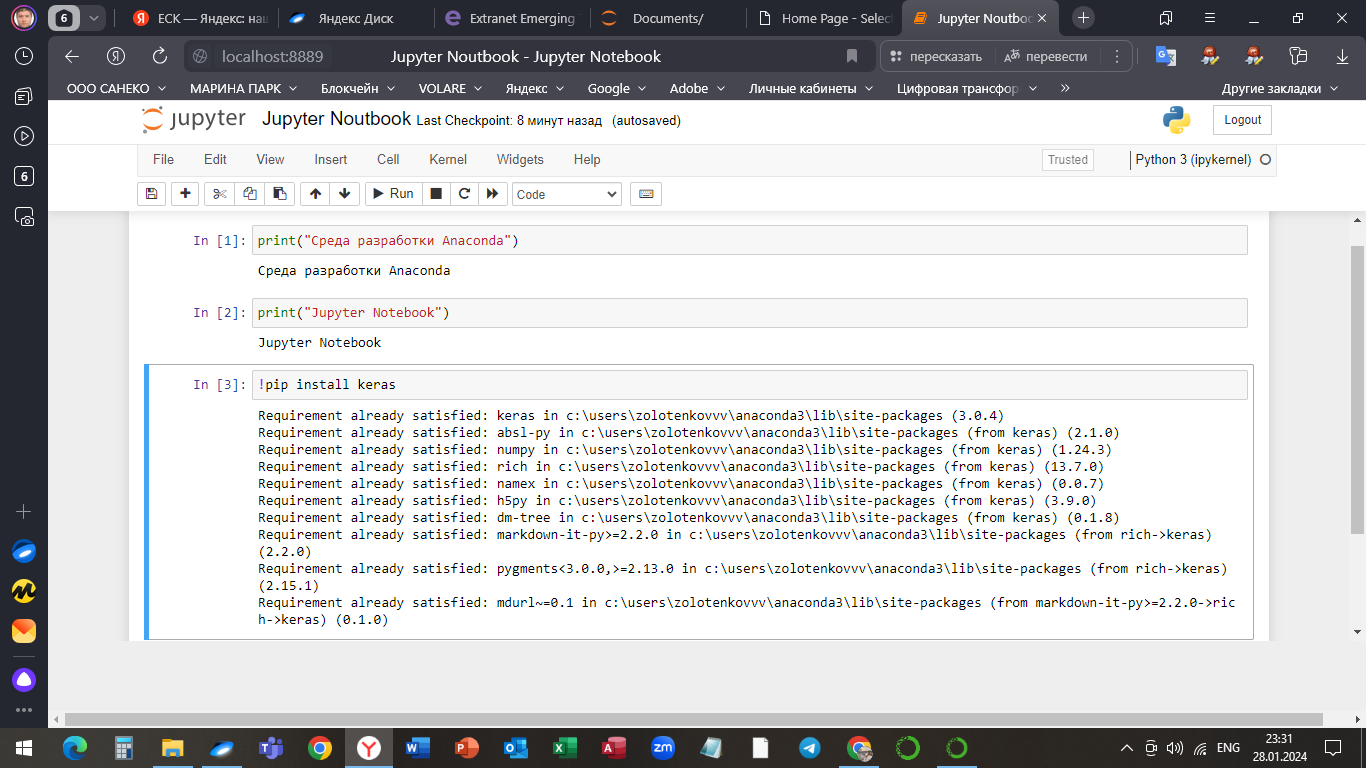 6
ЕСК — Яндекс: наш
Яндекс Диск
Extranet Emerging
Documents/
Home Page - Selec
Jupyter Noutboo
localhost:8889
Jupyter Noutbook - Jupyter Notebook
пересказать
перевести
ООО САНЕКО
МАРИНА ПАРК
Блокчейн
VOLARE
Яндекс
Google
Adobe
Личные кабинеты
Цифровая трансфор
»
Другие закладки
jupyter
Jupyter Noutbook Last Checkpoint: 8 минут назад (autosaved)
Logout
File Edit View Insert Cell Kernel Widgets Help
Trusted
Python 3 (ipykernel)
6
Run
Code
In [1]: print("Среда разработки Anaconda")
Среда разработки Anaconda
In [2]: print("Jupyter Notebook")
Jupyter Notebook
In [3]: !pip install keras
Requirement already satisfied: keras in c:\users\zolotenkovvv\anaconda3\lib\site-packages (3.0.4)
Requirement already satisfied: absl-py in c:\users\zolotenkovvv\anaconda3\lib\site-packages (from keras) (2.1.0)
Requirement already satisfied: numpy in c:\users\zolotenkovvv\anaconda3\lib\site-packages (from keras) (1.24.3)
Requirement already satisfied: rich in c:\users\zolotenkovvv\anaconda3\lib\site-packages (from keras) (13.7.0)
Requirement already satisfied: namex in c:\users\zolotenkovvv\anaconda3\lib\site-packages (from keras) (0.0.7)
Requirement already satisfied: h5py in c:\users\zolotenkovvv\anaconda3\lib\site-packages (from keras) (3.9.0)
Requirement already satisfied: dm-tree in c:\users\zolotenkovvv\anaconda3\lib\site-packages (from keras) (0.1.8)
Requirement already satisfied: markdown-it-py>=2.2.0 in c:\users\zolotenkovvv\anaconda3\lib\site-packages (from rich->keras)
(2.2.0)
Requirement already satisfied: pygments<3.0.0,>=2.13.0 in c:\users\zolotenkovvv\anaconda3\lib\site-packages (from rich->keras)
(2.15.1)
Requirement already satisfied: mdurl~=0.1 in c:\users\zolotenkovvv\anaconda3\lib\site-packages (from markdown-it-py>=2.2.0->ric
h->keras) (0.1.0)
zm
ENG
23:31
28.01.2024